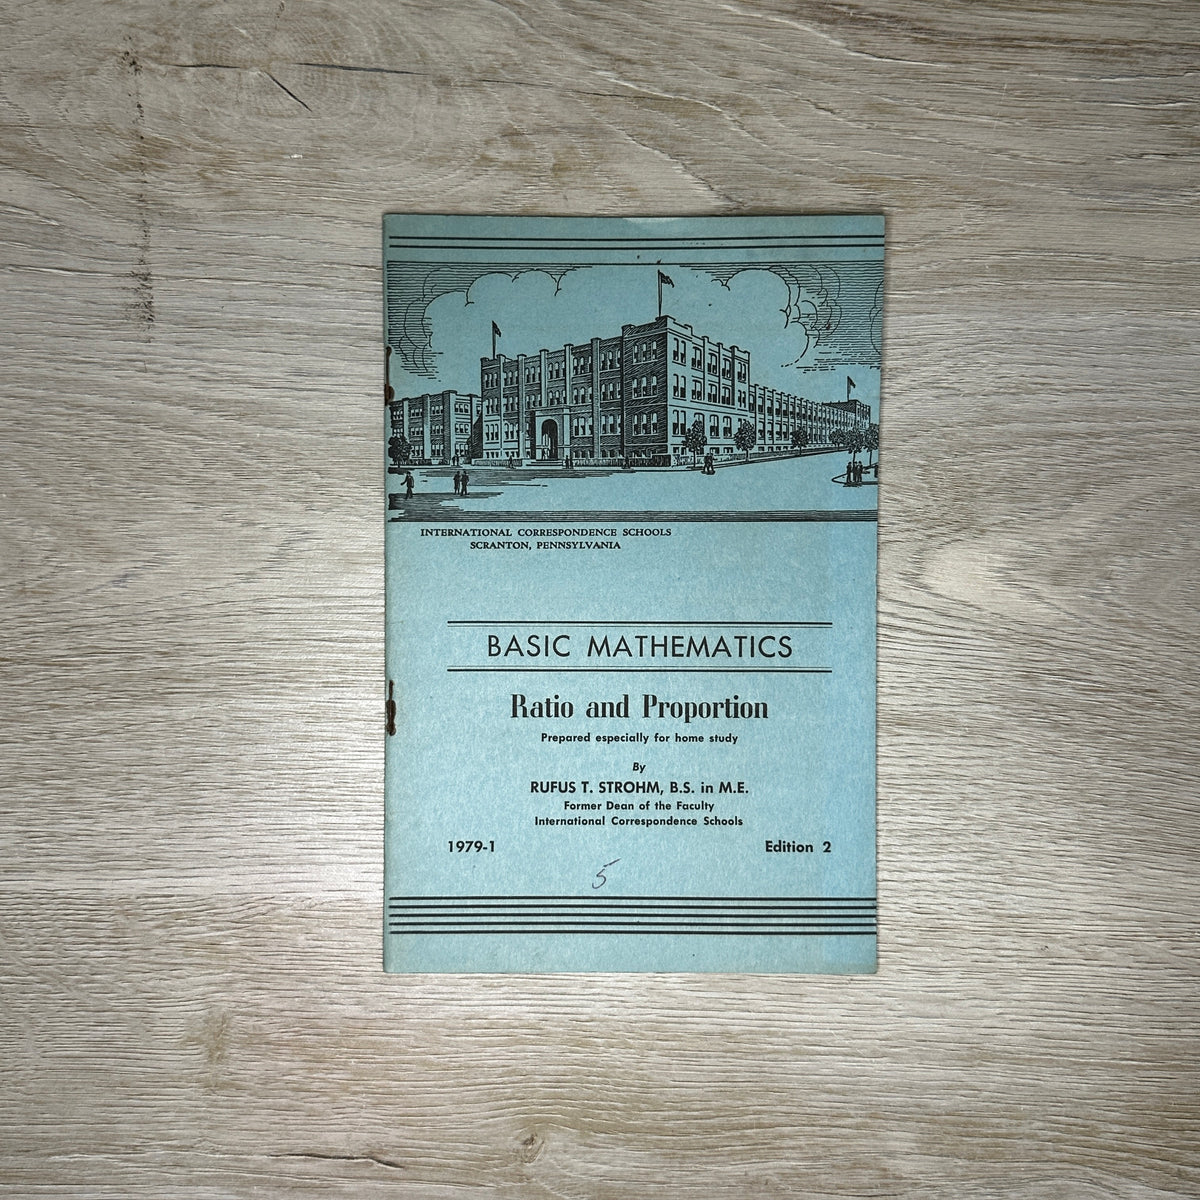 INTERNATIONAL CORRESPONDENCE SCHOOLS
SCRANTON, PENNSYLVANIA
BASIC MATHEMATICS
Ratio and Proportion
Prepared especially for home study
By
RUFUS T. STROHM, B.S. in M.E.
Former Dean of the Faculty
International Correspondence Schools
1979-1 Edition 2
5